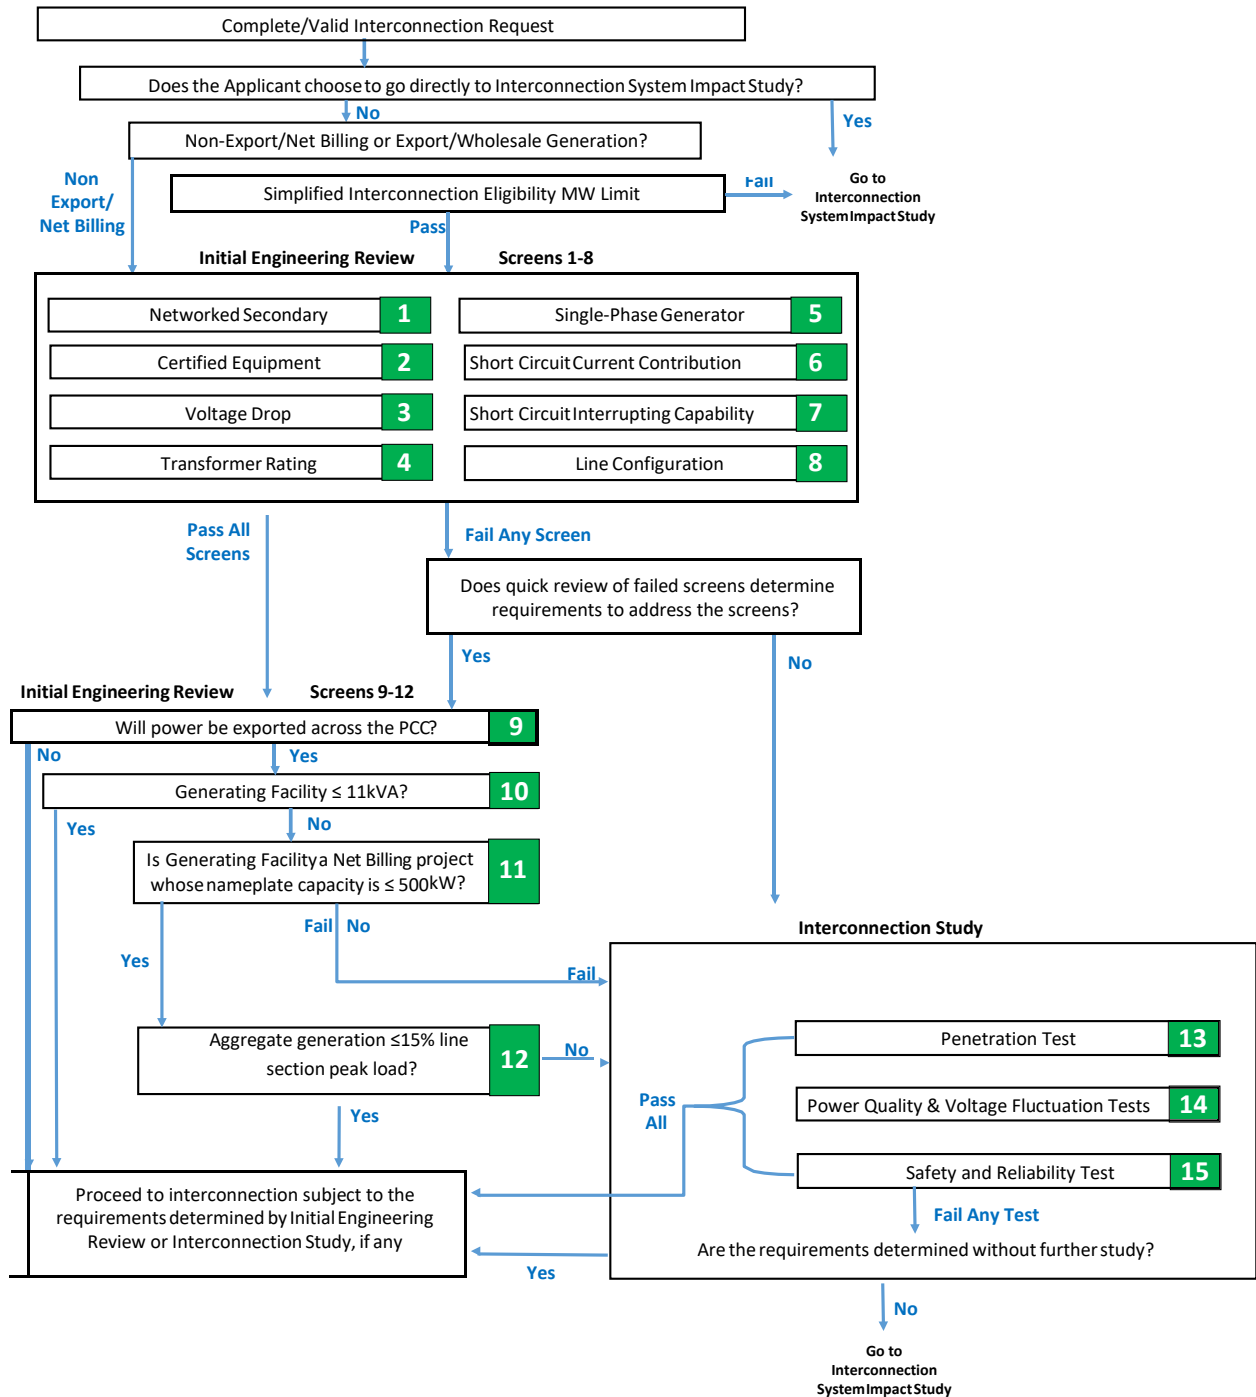 Complete/Valid Interconnection Request
Does the Applicant choose to go directly to Interconnection System Impact Study?
No
Yes
Non-Export/Net Billing or Export/Wholesale Generation?
Non
Export/
Net Billing
Simplified Interconnection Eligibility MW Limit
Fail
Go to
Interconnection
System Impact Study
Pass
Initial Engineering Review Screens 1-8
Networked Secondary 1
Single-Phase Generator 5
Certified Equipment 2
Short Circuit Current Contribution 6
Voltage Drop 3
Short Circuit Interrupting Capability 7
Transformer Rating 4
Line Configuration 8
Pass All
Screens
Fail Any Screen
Does quick review of failed screens determine
requirements to address the screens?
Yes
No
Initial Engineering Review Screens 9-12
Will power be exported across the PCC? 9
No
Yes
Generating Facility ≤ 11kVA? 10
Yes
No
Is Generating Facility a Net Billing project
whose nameplate capacity is ≤ 500kW?
11
Fail No
Yes
Fail
Interconnection Study
Aggregate generation ≤15% line
section peak load?
12
No
Yes
Penetration Test 13
Pass
All
Power Quality & Voltage Fluctuation Tests 14
Safety and Reliability Test 15
Fail Any Test
Are the requirements determined without further study?
Proceed to interconnection subject to the
requirements determined by Initial Engineering
Review or Interconnection Study, if any
Yes
No
Go to
Interconnection
System Impact Study